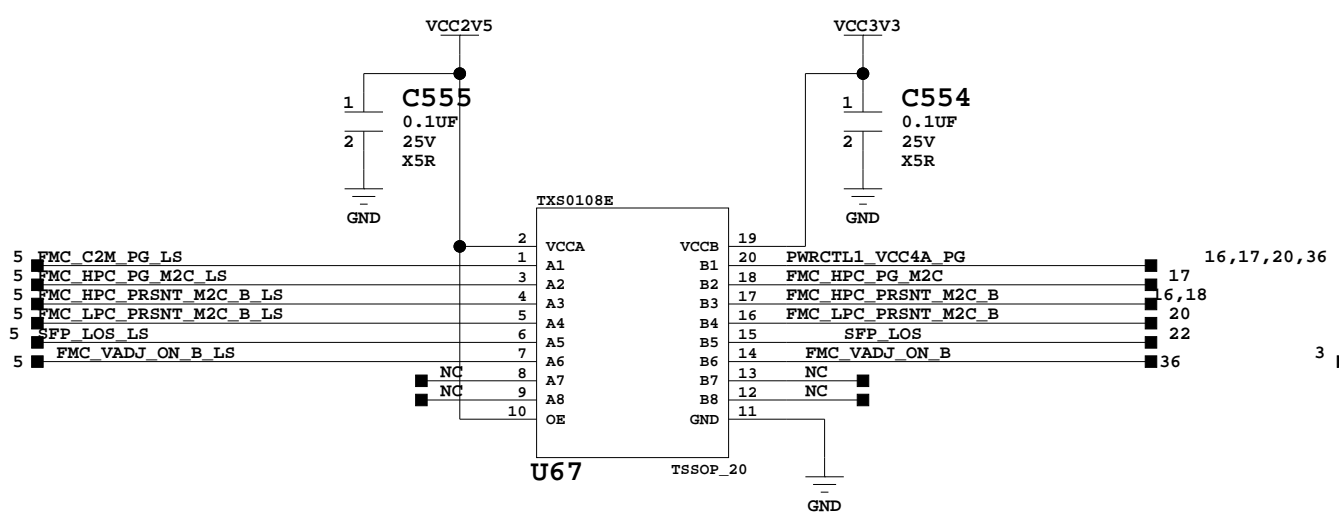 VCC2V5 VCC3V3
1 C555 1 C554
0.1UF 0.1UF
2 25V 2 25V
X5R X5R
GND TXS0108E GND
2 VCCA VCCB 19
5 FMC_C2M_PG_LS 1 A1 B1 20 PWRCTL1_VCC4A_PG 16,17,20,36
5 FMC_HPC_PG_M2C_LS 3 A2 B2 18 FMC_HPC_PG_M2C 17
5 FMC_HPC_PRSNT_M2C_B_LS 4 A3 B3 17 FMC_HPC_PRSNT_M2C_B 16,18
5 FMC_LPC_PRSNT_M2C_B_LS 5 A4 B4 16 FMC_LPC_PRSNT_M2C_B 20
5 SFP_LOS_LS 6 A5 B5 15 SFP_LOS 22
5 FMC_VADJ_ON_B_LS 7 A6 B6 14 FMC_VADJ_ON_B 36 3
NC 8 A7 B7 13 NC
NC 9 A8 B8 12 NC
10 OE GND 11
U67 TSSOP_20
GND